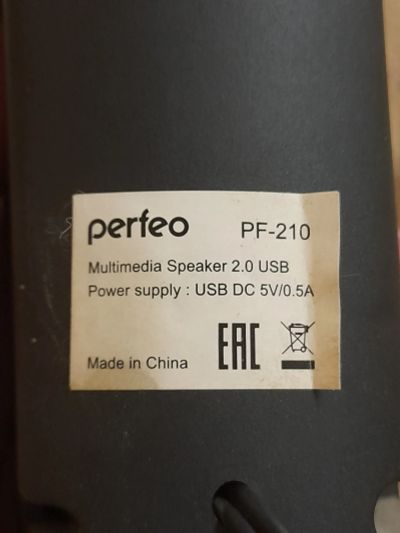 perfeo PF-210
Multimedia Speaker 2.0 USB
Power supply : USB DC 5V/0.5A
Made in China EAC